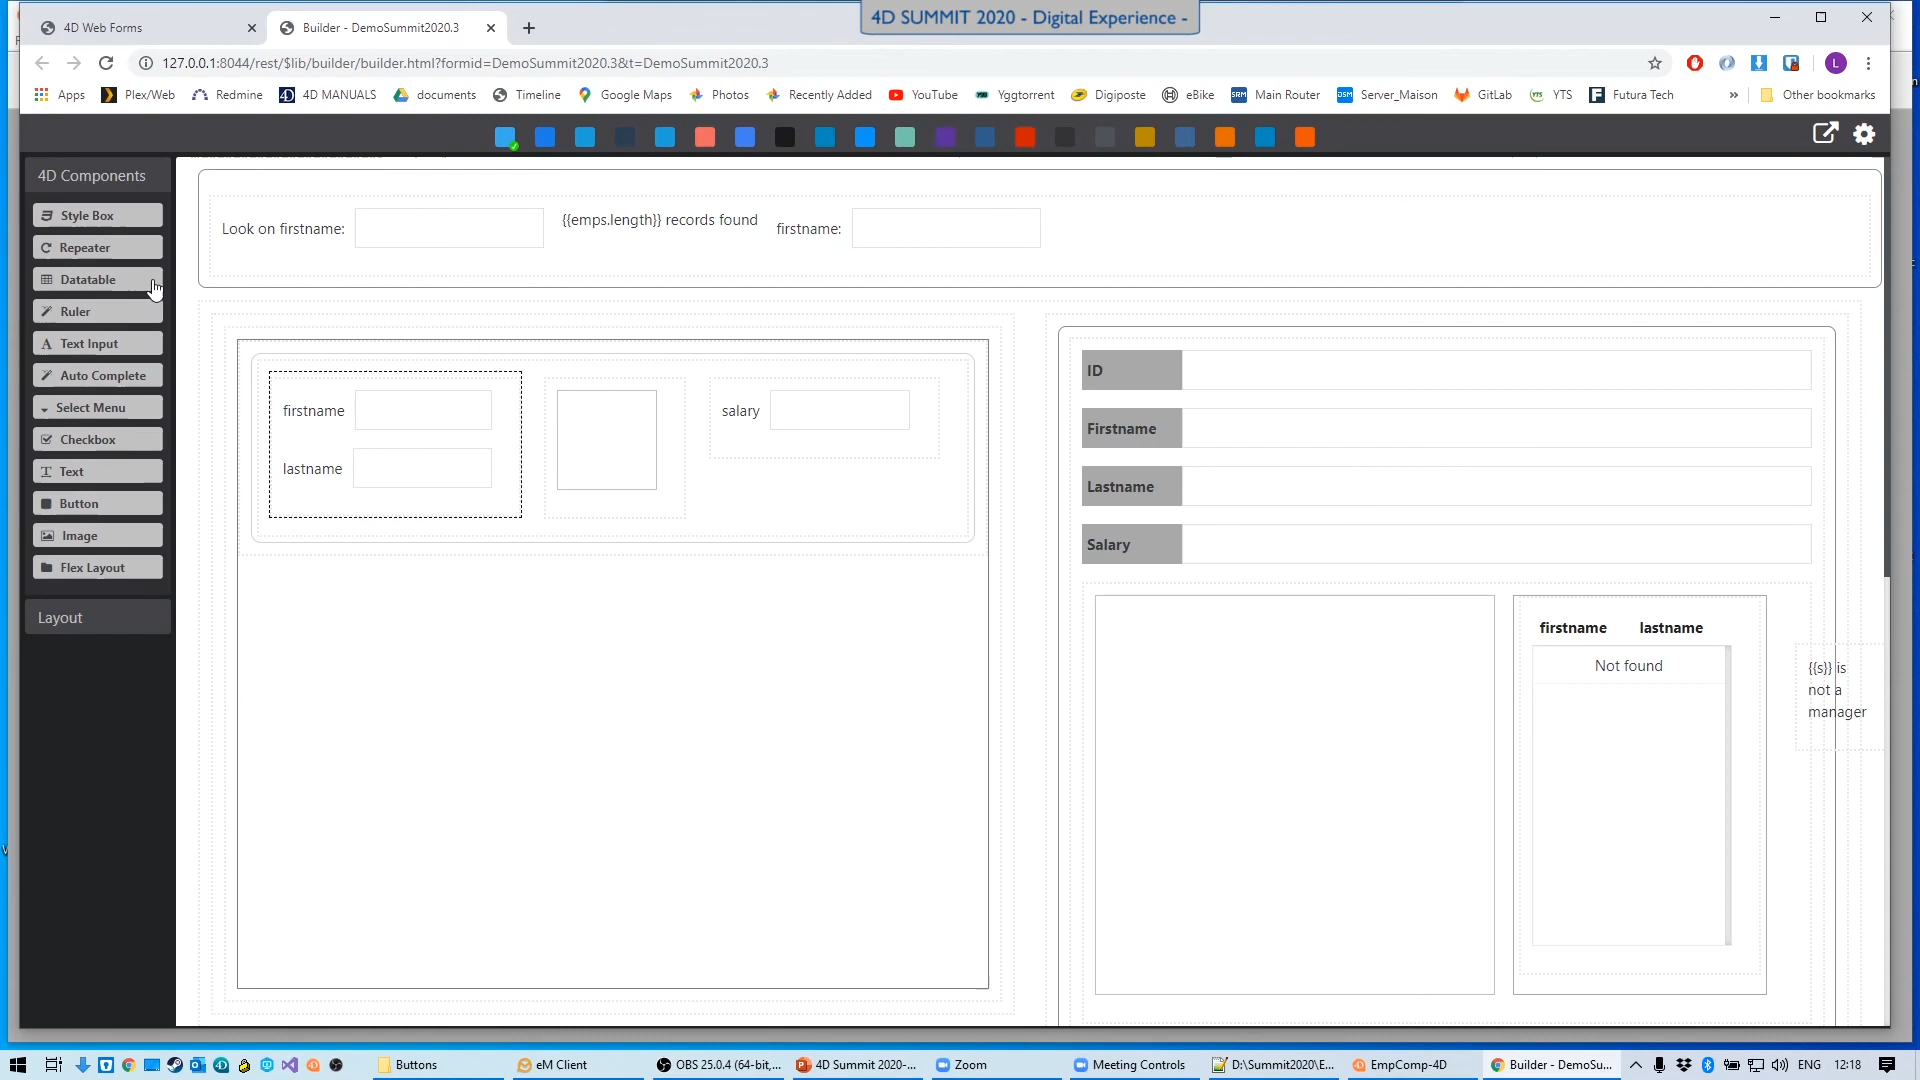 4D SUMMIT 2020 - Digital Experience -
4D Web Forms
Builder - DemoSummit2020.3
127.0.0.1:8044/rest/$lib/builder/builder.html?formid=DemoSummit2020.3&t=DemoSummit2020.3
L
Apps Plex/Web Redmine 4D MANUALS documents Timeline Google Maps Photos Recently Added YouTube Yggtorrent Digiposte eBike Main Router Server_Maison GitLab YTS Futura Tech » Other bookmarks
4D Components
Style Box
Repeater
Datatable
Ruler
Text Input
Auto Complete
Select Menu
Checkbox
Text
Button
Image
Flex Layout
Layout
Look on firstname: {{emps.length}} records found firstname:
firstname
lastname
salary
ID
Firstname
Lastname
Salary
firstname lastname
Not found
{{s}} is
not a
manager
Buttons eM Client OBS 25.0.4 (64-bit,... 4D Summit 2020-... Zoom Meeting Controls D:\Summit2020\E... EmpComp-4D Builder - DemoSu... ENG 12:18